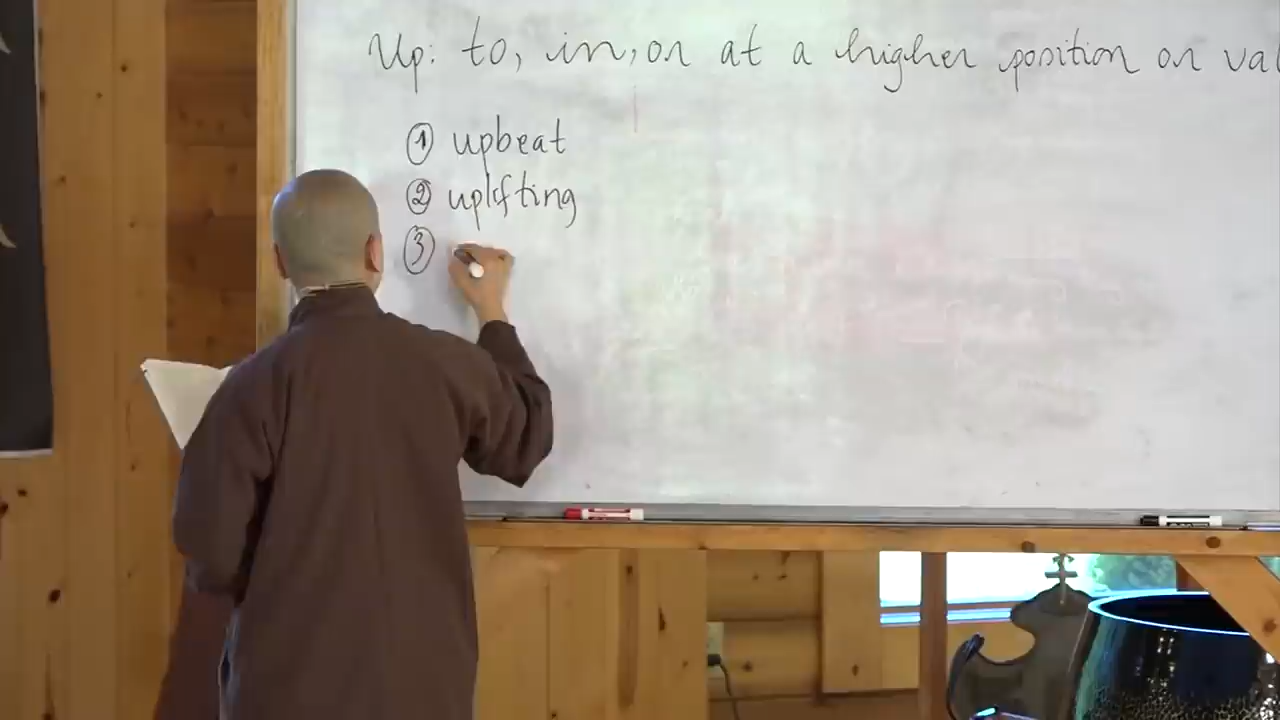 Up: to, in, or at a higher position or val
① upbeat
② uplifting
③